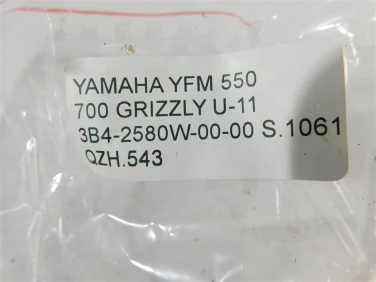 YAMAHA YFM 550
700 GRIZZLY U-11
3B4-2580W-00-00 S.1061
QZH.543